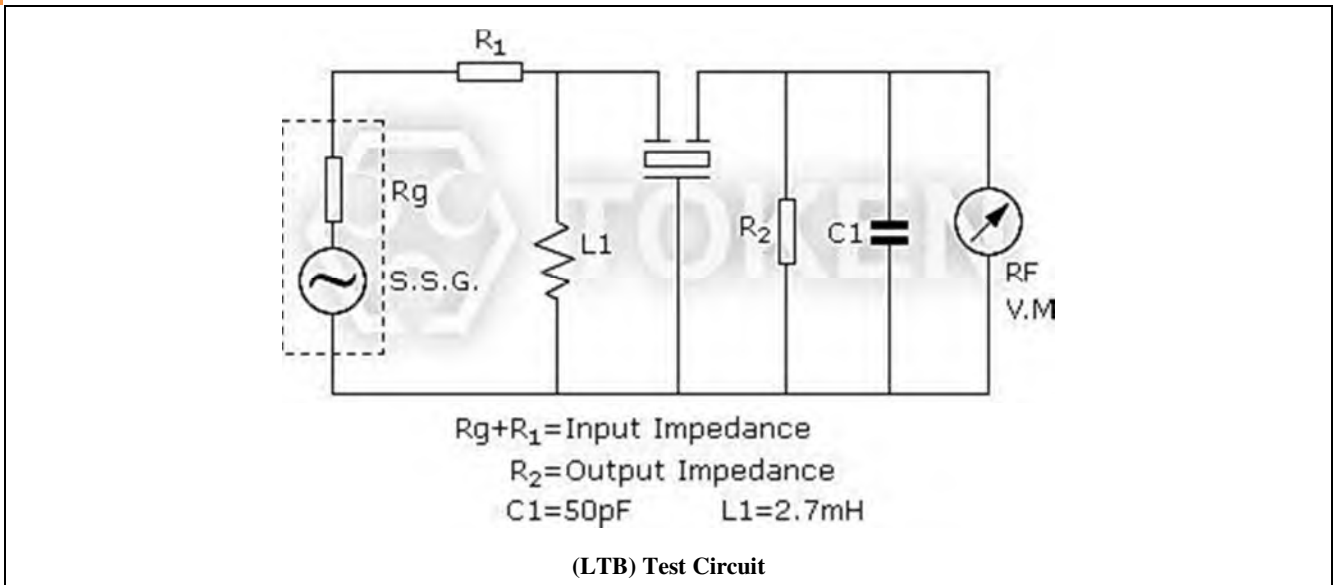 R₁
Rg
S.S.G.
L1
TOKEN
R₂
C1
RF
V.M
Rg+R₁=Input Impedance
R₂=Output Impedance
C1=50pF L1=2.7mH
(LTB) Test Circuit